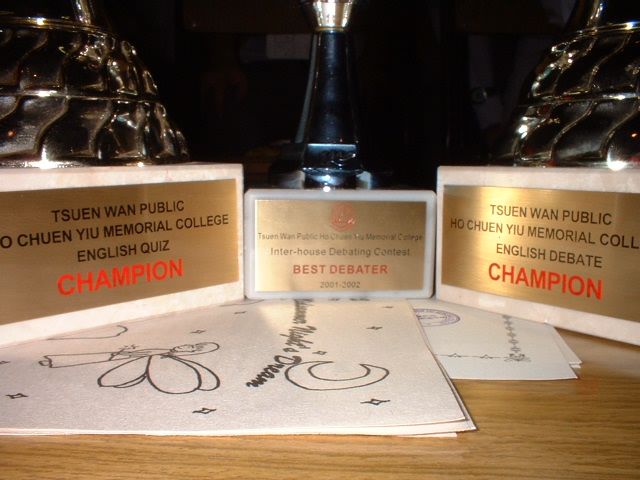 TSUEN WAN PUBLIC
HO CHUEN YIU MEMORIAL COLLEGE
ENGLISH QUIZ
CHAMPION
Tsuen Wan Public Ho Chuen Yiu Memorial College
Inter-house Debating Contest
BEST DEBATER
2001-2002
TSUEN WAN PUBLIC
HO CHUEN YIU MEMORIAL COLL
ENGLISH DEBATE
CHAMPION
Dream